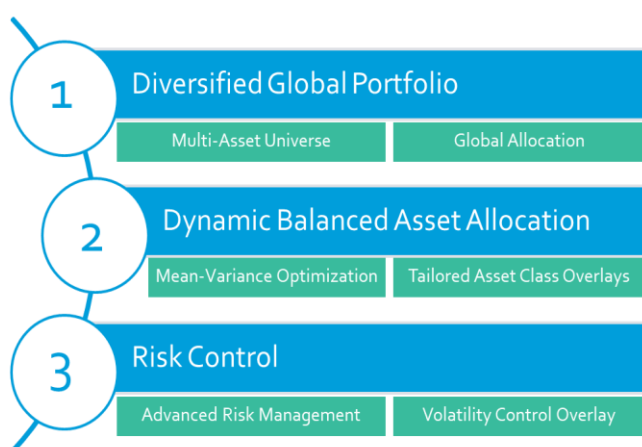 1
Diversified Global Portfolio
Multi-Asset Universe
Global Allocation
2
Dynamic Balanced Asset Allocation
Mean-Variance Optimization
Tailored Asset Class Overlays
3
Risk Control
Advanced Risk Management
Volatility Control Overlay